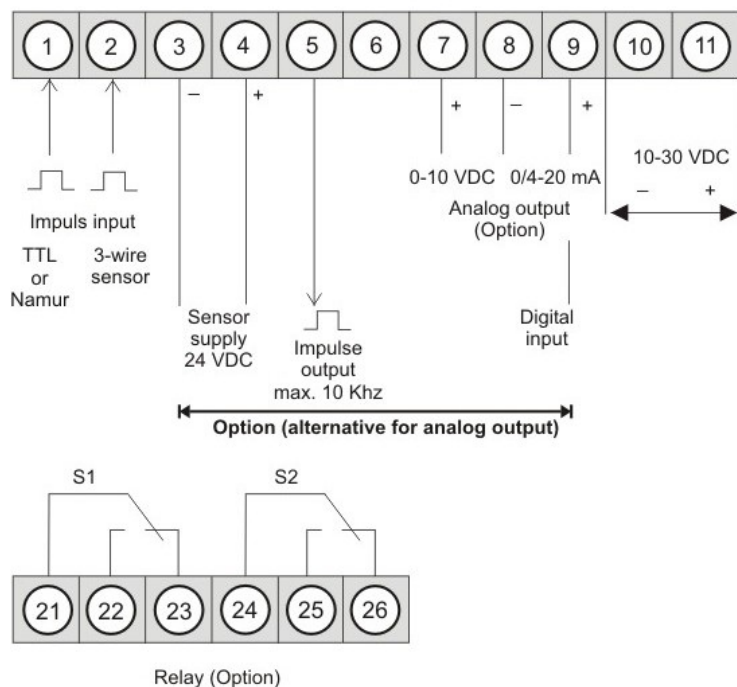 1 2 3 4 5 6 7 8 9 10 11
– + + – +
10-30 VDC
– +
0-10 VDC 0/4-20 mA
Analog output
(Option)
Impuls input
TTL
or
Namur
3-wire
sensor
Sensor
supply
24 VDC
Impulse
output
max. 10 Khz
Digital
input
Option (alternative for analog output)
S1 S2
21 22 23 24 25 26
Relay (Option)